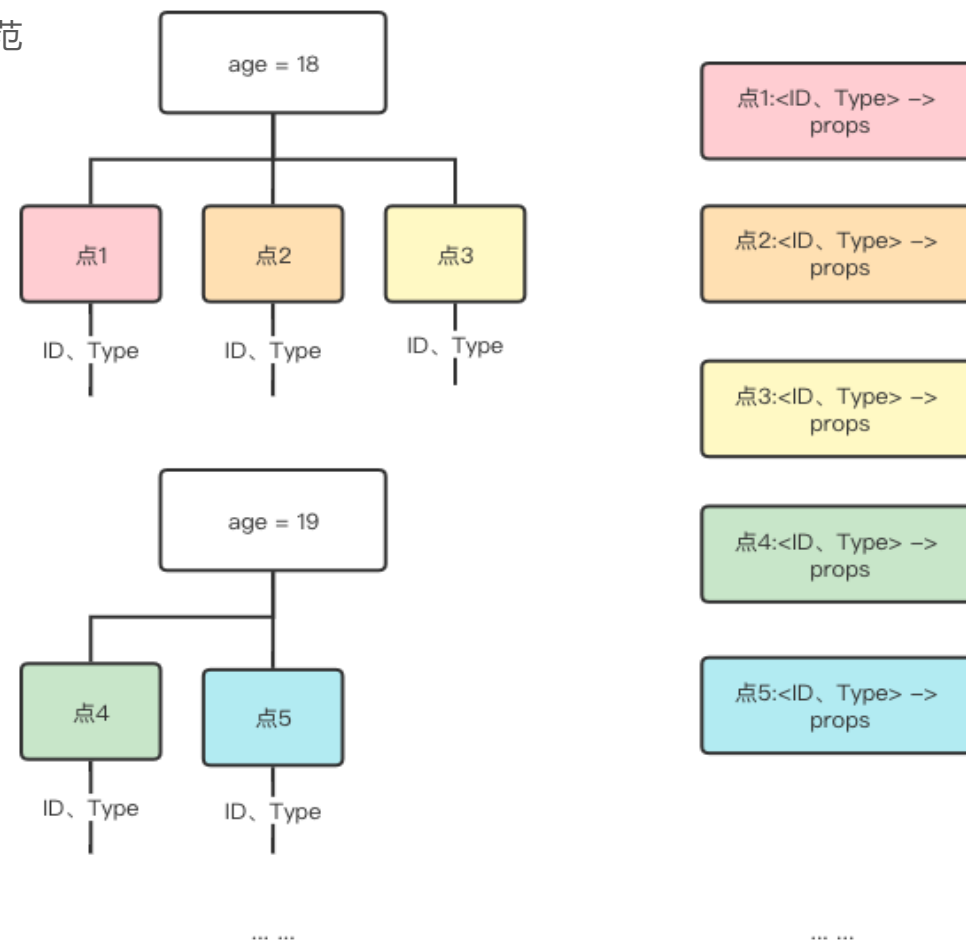 范
age = 18
点1
点2
点3
ID、Type
ID、Type
ID、Type
age = 19
点4
点5
ID、Type
ID、Type
... ...
点1:<ID、Type> –>
props
点2:<ID、Type> –>
props
点3:<ID、Type> –>
props
点4:<ID、Type> –>
props
点5:<ID、Type> –>
props
... ...